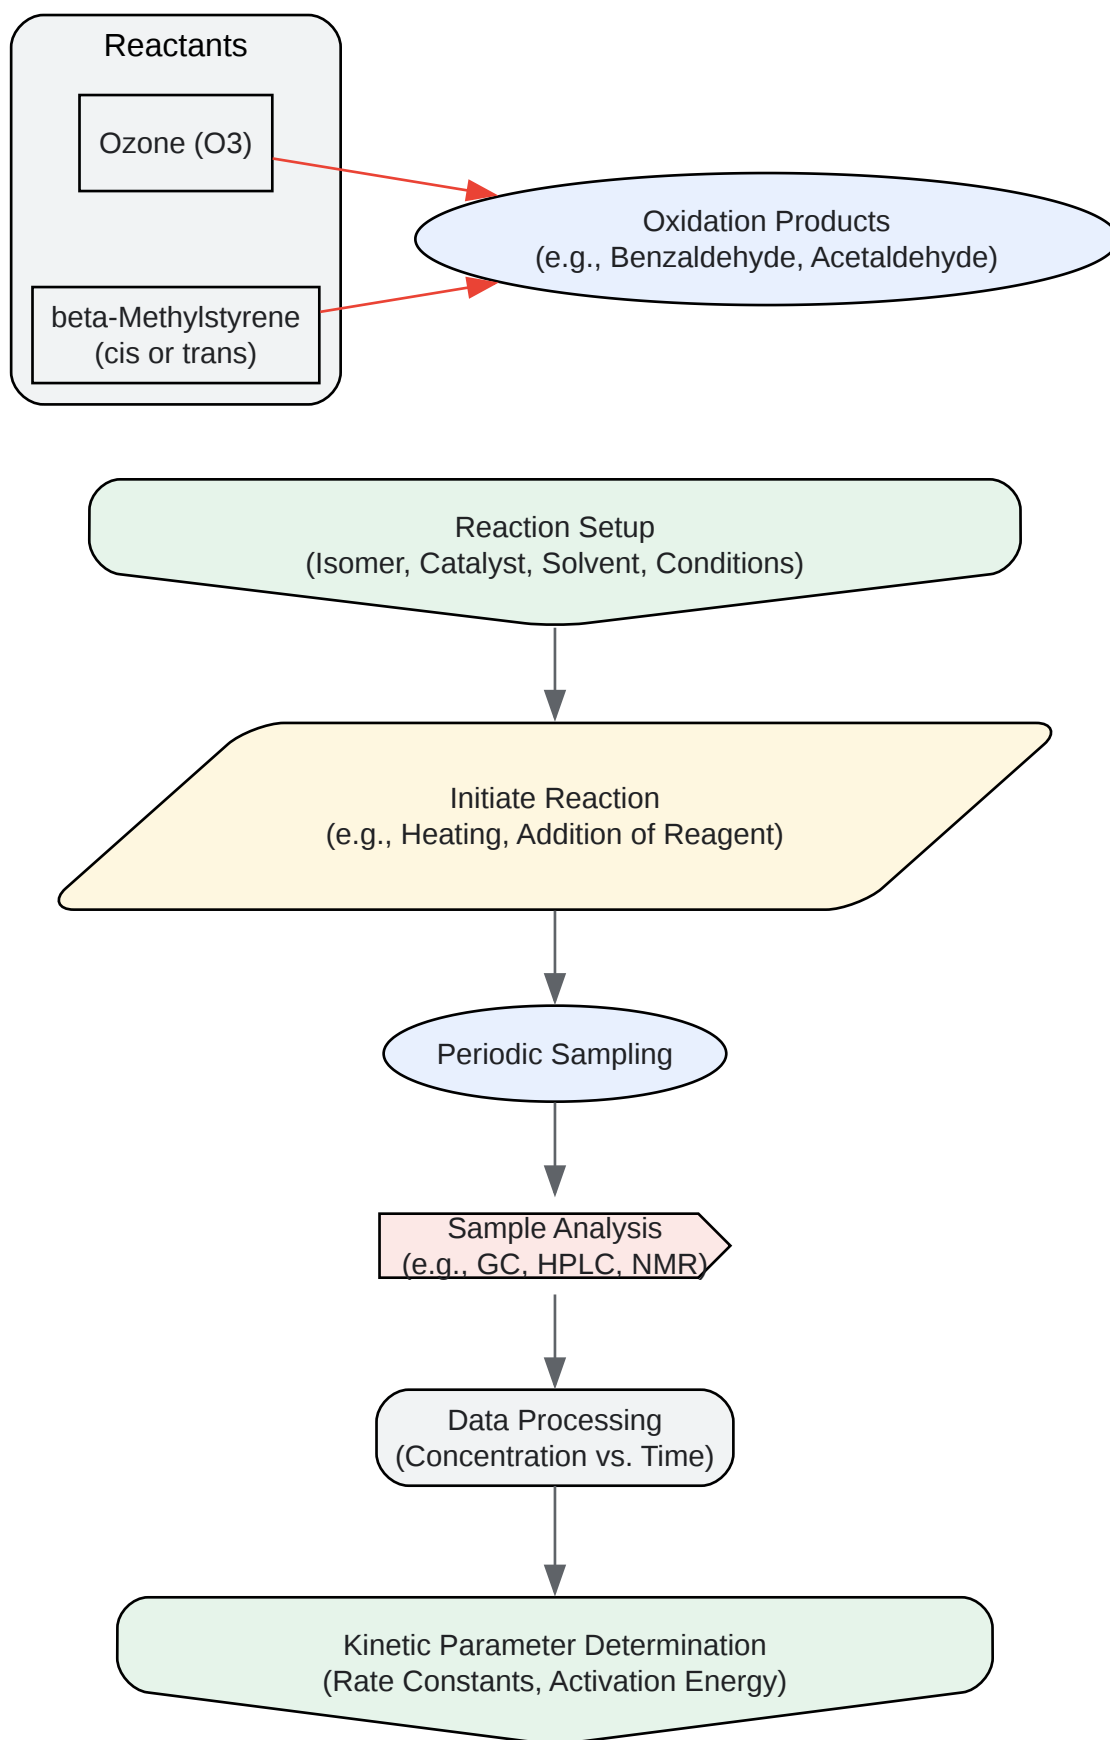 Reactants
Ozone (O3)
Oxidation Products
(e.g., Benzaldehyde, Acetaldehyde)
beta-Methylstyrene
(cis or trans)
Reaction Setup
(Isomer, Catalyst, Solvent, Conditions)
Initiate Reaction
(e.g., Heating, Addition of Reagent)
Periodic Sampling
Sample Analysis
(e.g., GC, HPLC, NMR)
Data Processing
(Concentration vs. Time)
Kinetic Parameter Determination
(Rate Constants, Activation Energy)